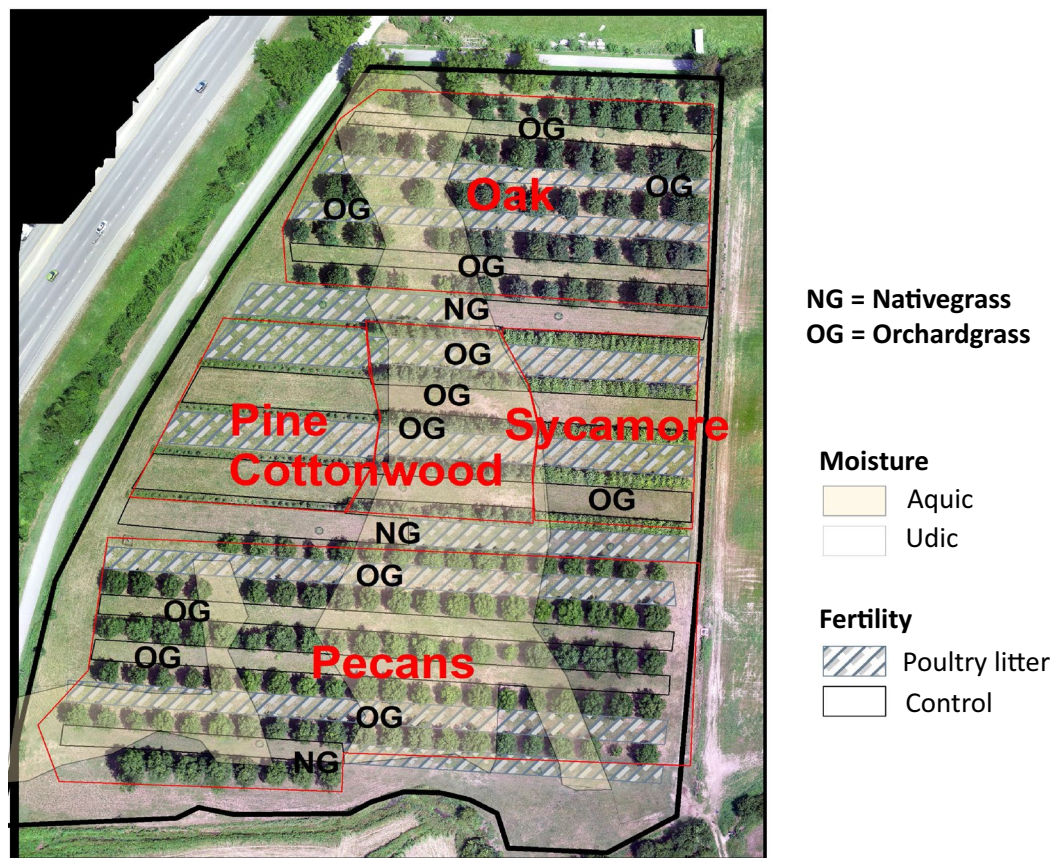 OG
OG
Oak
OG
OG
NG
OG
OG
Pine
OG
Sycamore
Cottonwood
OG
NG
OG
OG
OG
Pecans
OG
NG
NG = Nativegrass
OG = Orchardgrass
Moisture
Aquic
Udic
Fertility
Poultry litter
Control